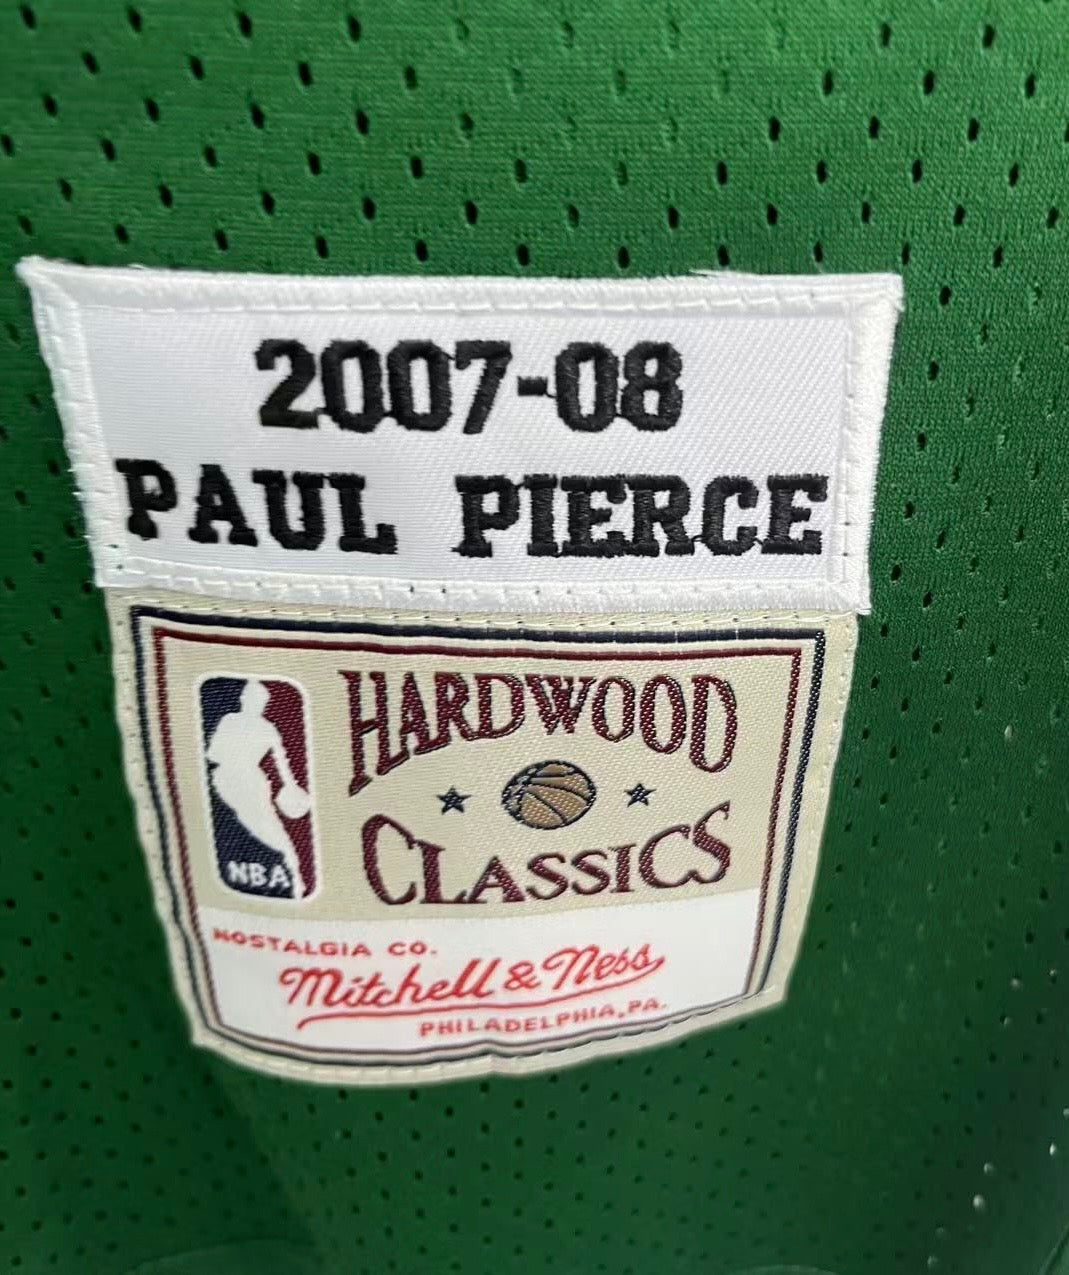 2007-08
PAUL PIERCE
HARDWOOD
CLASSICS
NBA
NOSTALGIA CO.
Mitchell & Ness
PHILADELPHIA, PA.